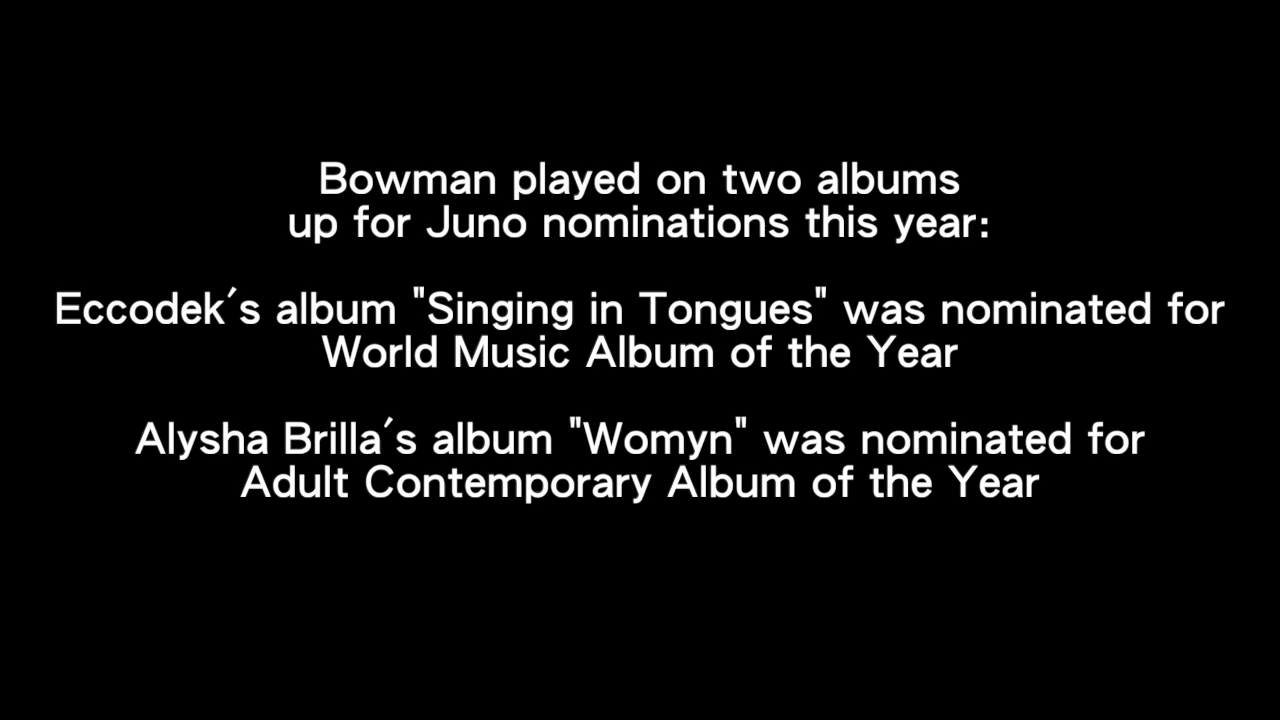 Bowman played on two albums
up for Juno nominations this year:
Eccodek's album "Singing in Tongues" was nominated for
World Music Album of the Year
Alysha Brilla's album "Womyn" was nominated for
Adult Contemporary Album of the Year